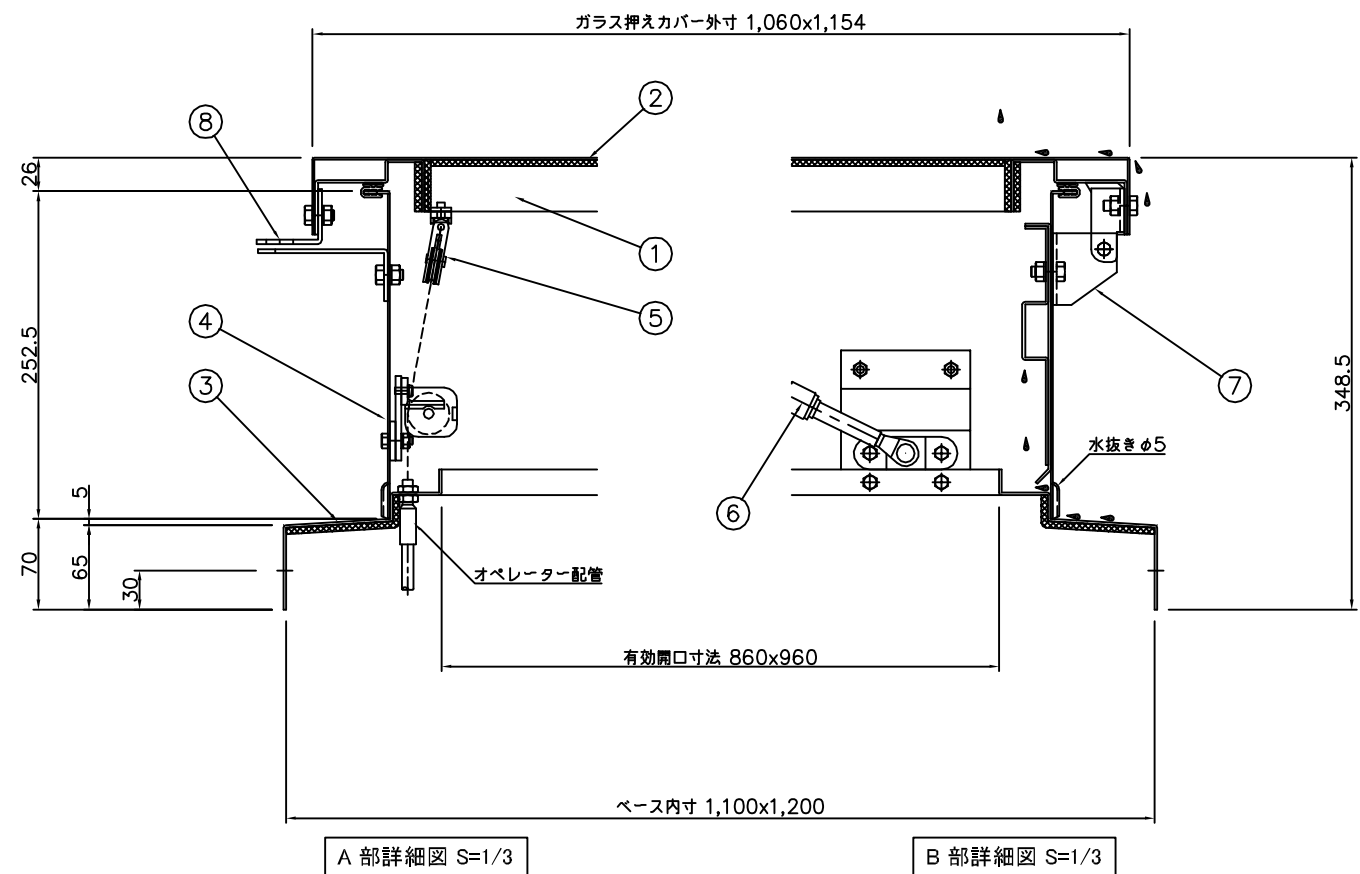 ガラス押えカバー外寸 1,060x1,154
②
⑧
26
①
⑤
④
252.5
③
⑦
348.5
水抜きφ5
⑥
5
70
65
30
オペレーター配管
有効開口寸法 860x960
ベース内寸 1,100x1,200
A 部詳細図 S=1/3
B 部詳細図 S=1/3